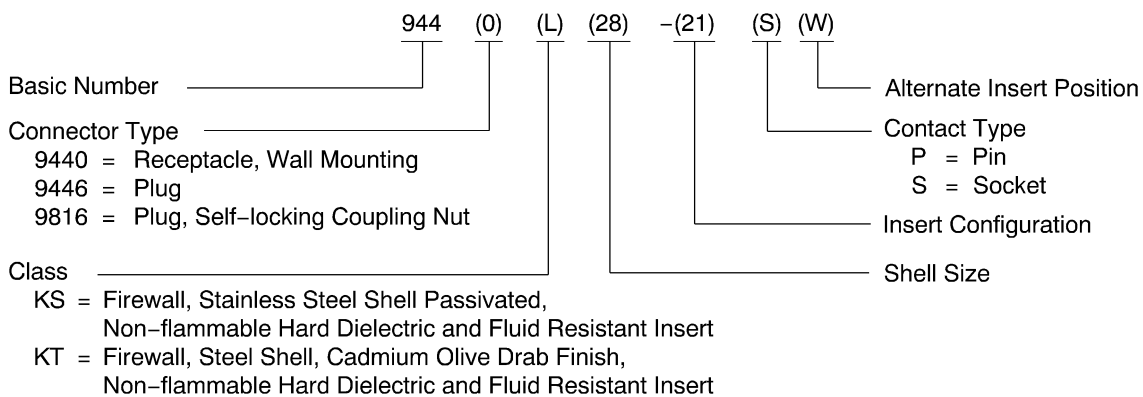 944 (0) (L) (28) −(21) (S) (W)
Basic Number
Connector Type
9440 = Receptacle, Wall Mounting
9446 = Plug
9816 = Plug, Self−locking Coupling Nut
Class
KS = Firewall, Stainless Steel Shell Passivated,
Non−flammable Hard Dielectric and Fluid Resistant Insert
KT = Firewall, Steel Shell, Cadmium Olive Drab Finish,
Non−flammable Hard Dielectric and Fluid Resistant Insert
Alternate Insert Position
Contact Type
P = Pin
S = Socket
Insert Configuration
Shell Size